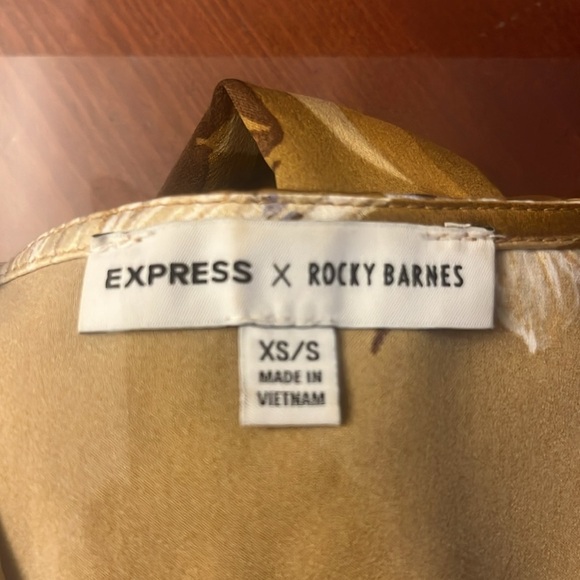 EXPRESS X ROCKY BARNES
XS/S
MADE IN
VIETNAM